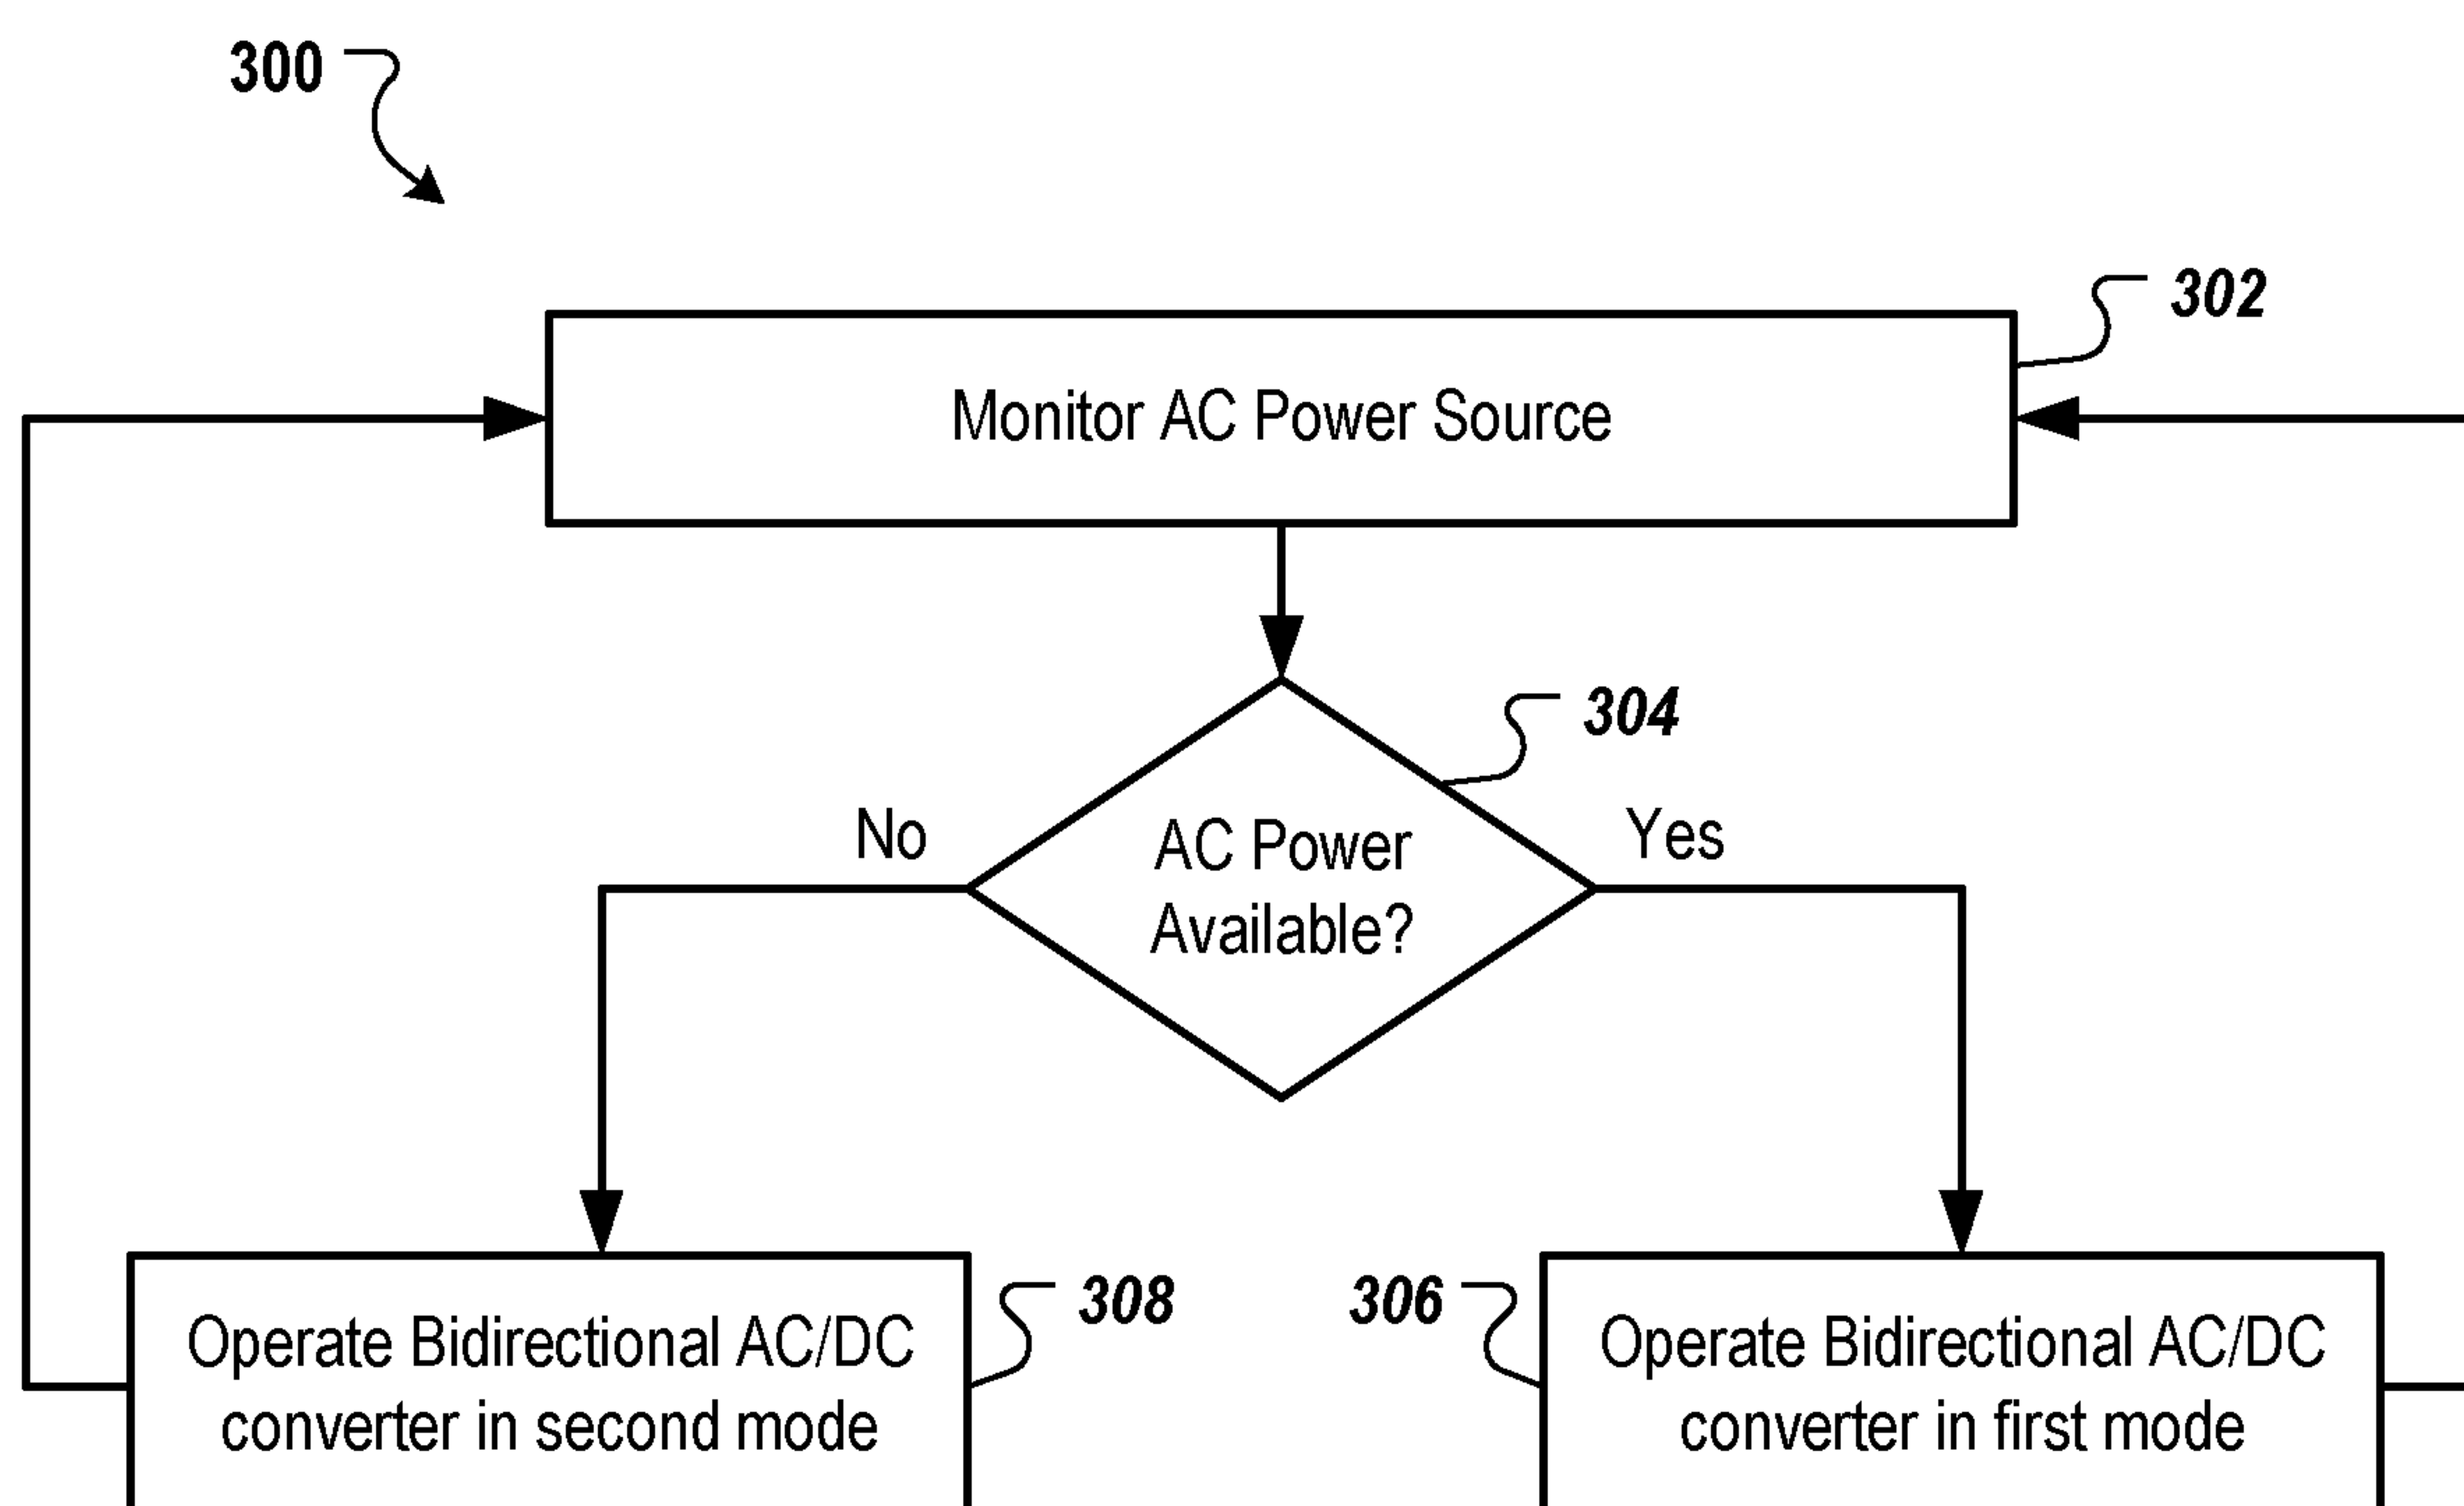 300
302
Monitor AC Power Source
304
No
Yes
AC Power
Available?
308
306
Operate Bidirectional AC/DC
converter in second mode
Operate Bidirectional AC/DC
converter in first mode